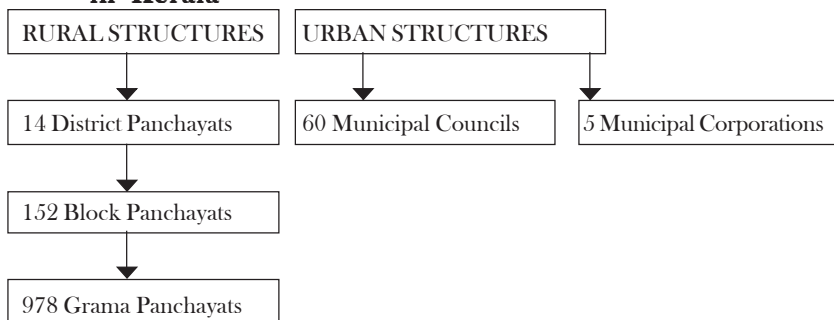 in Kerala
RURAL STRUCTURES
URBAN STRUCTURES
14 District Panchayats
60 Municipal Councils
5 Municipal Corporations
152 Block Panchayats
978 Grama Panchayats